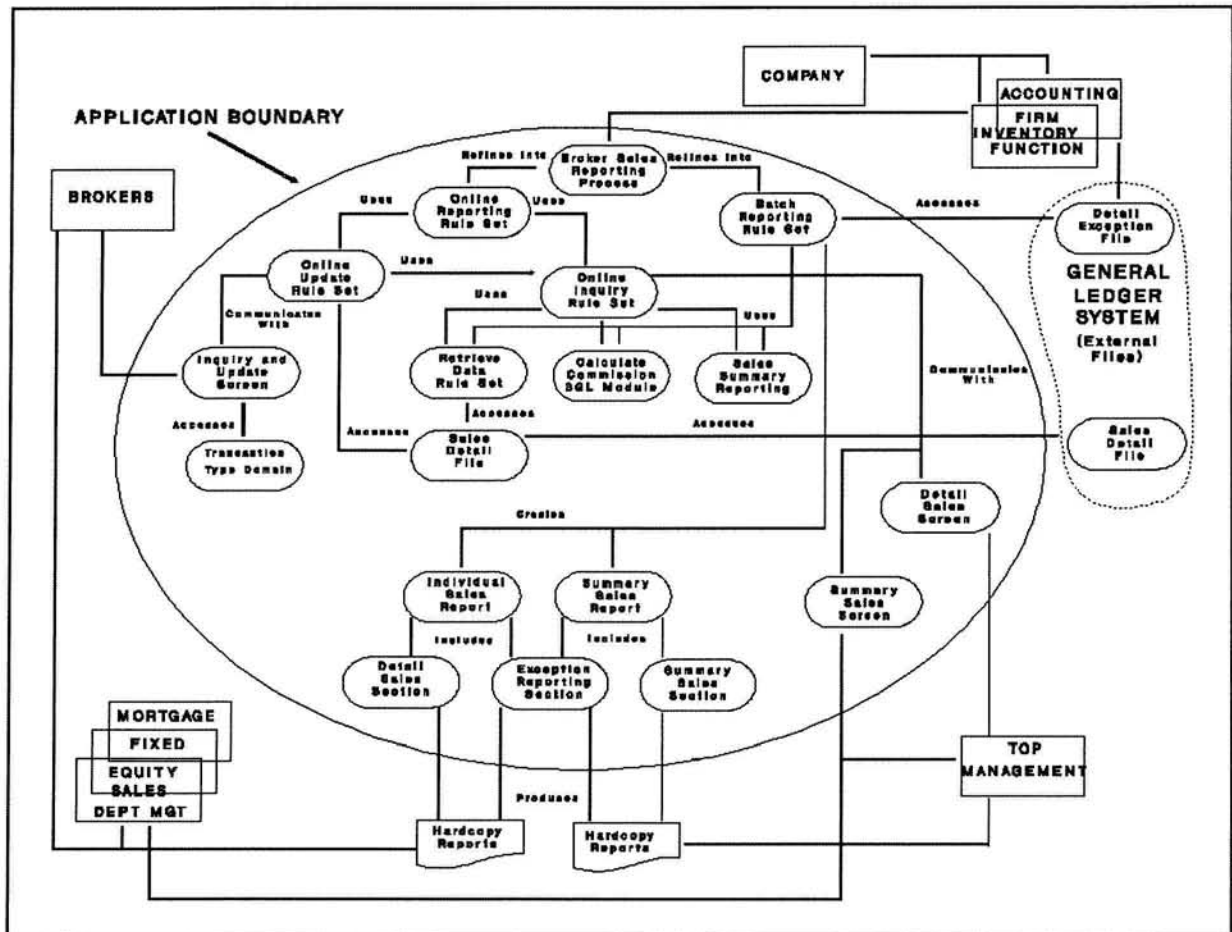 COMPANY
ACCOUNTING
FIRM
INVENTORY
FUNCTION
APPLICATION BOUNDARY
BROKERS
Refines Into
Broker Sales
Reporting
Process
Refines Into
Uses
Online
Reporting
Rule Set
Uses
Batch
Reporting
Rule Set
Accesses
Detail
Exception
File
Online
Update
Rule Set
Uses
Online
Inquiry
Rule Set
GENERAL
LEDGER
SYSTEM
(External
Files)
Communicates
With
Uses
Uses
Inquiry and
Update
Screen
Retrieve
Data
Rule Set
Calculate
Commission
SQL Module
Sales
Summary
Reporting
With
Accesses
Transaction
Type Domain
Accesses
Accesses
Sales
Detail
File
Accesses
Sales
Detail
File
Detail
Sales
Screen
Creates
Individual
Sales
Report
Summary
Sales
Report
Summary
Sales
Screen
Includes
Includes
Detail
Sales
Section
Exception
Reporting
Section
Summary
Sales
Section
MORTGAGE
FIXED
EQUITY
SALES
DEPT MGT
TOP
MANAGEMENT
Produces
Hardcopy
Reports
Hardcopy
Reports